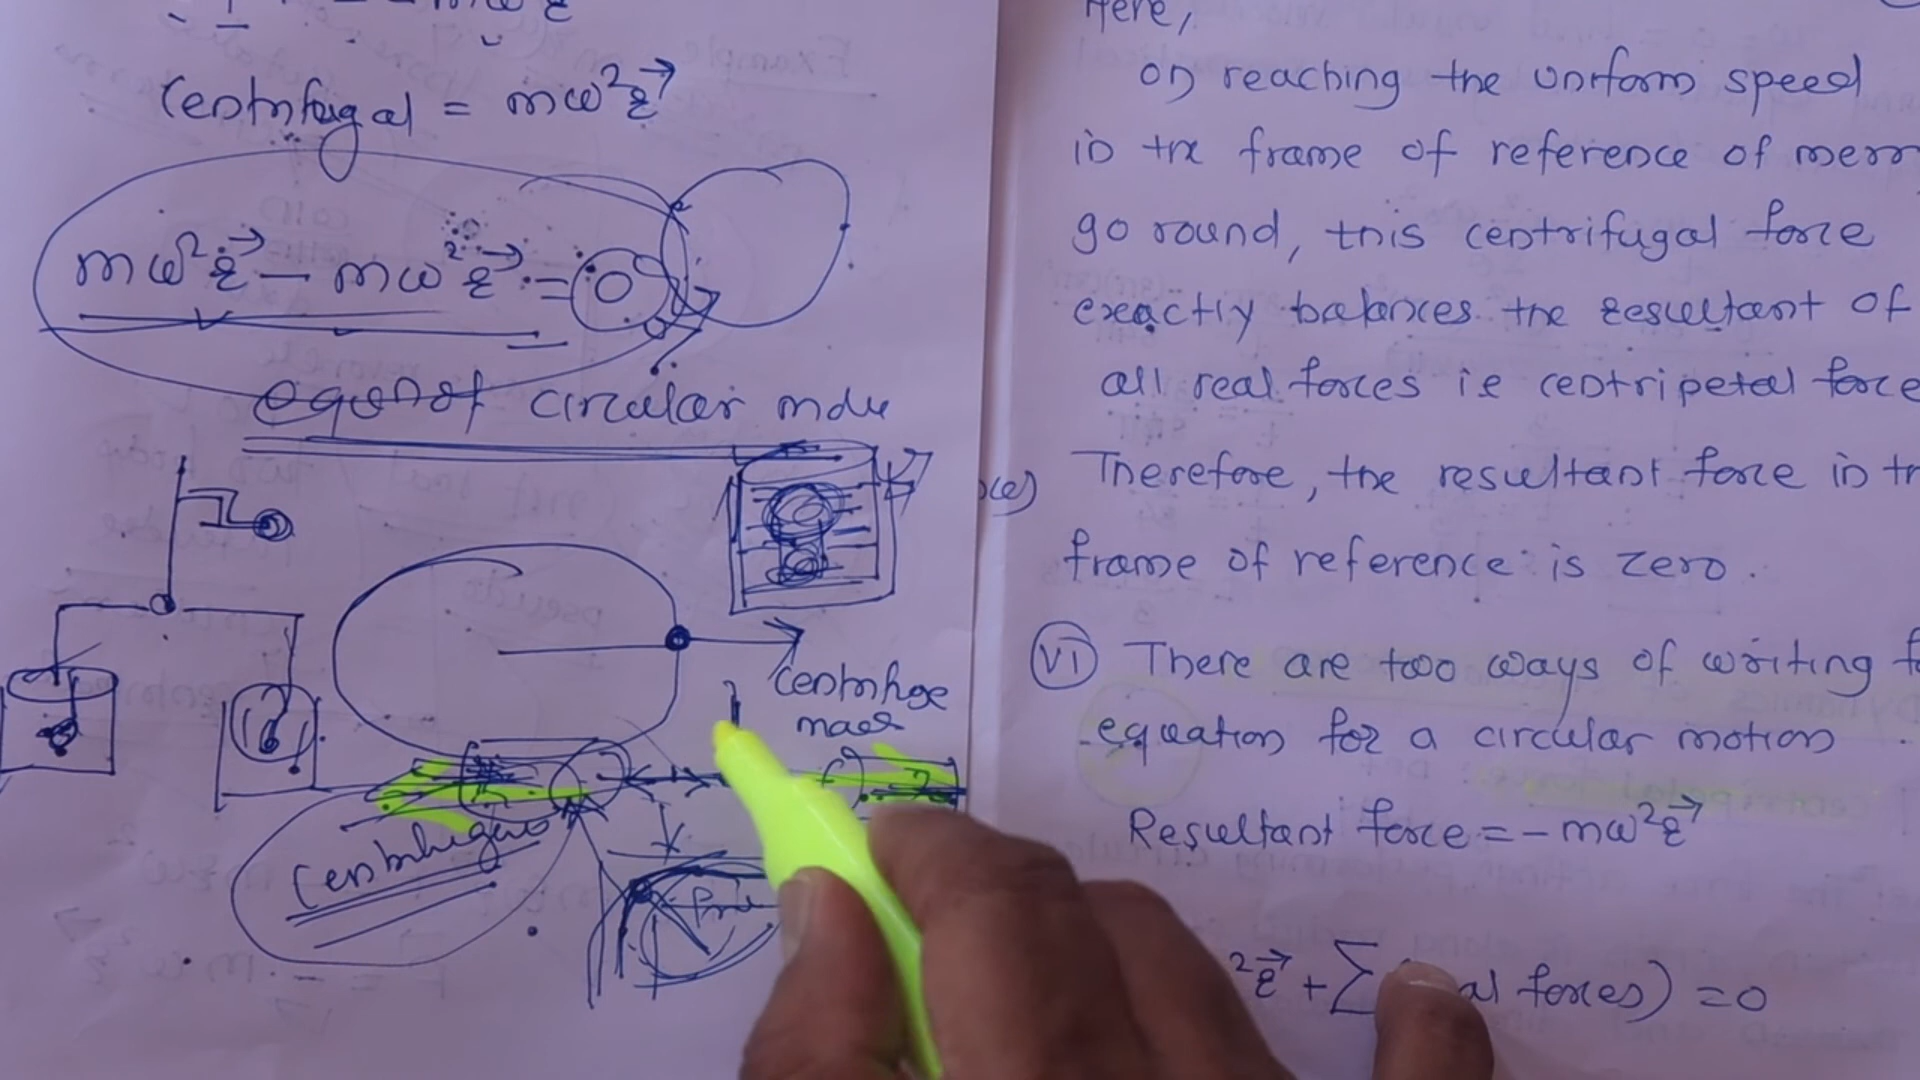 Centrifugal = mω²r⃗
mω²r⃗ – mω²r⃗ = 0
eqn of circular
Centrifuge
Here,
on reaching the uniform speed
in the frame of reference of merr
go round, this centrifugal force
exactly balances the resultant of
all real forces ie centripetal force
Therefore, the resultant force in th
frame of reference is zero.
(VI) There are two ways of writing f
equation for a circular motion
Resultant force = – mω²r⃗
²r⃗ + Σ al forces) = 0